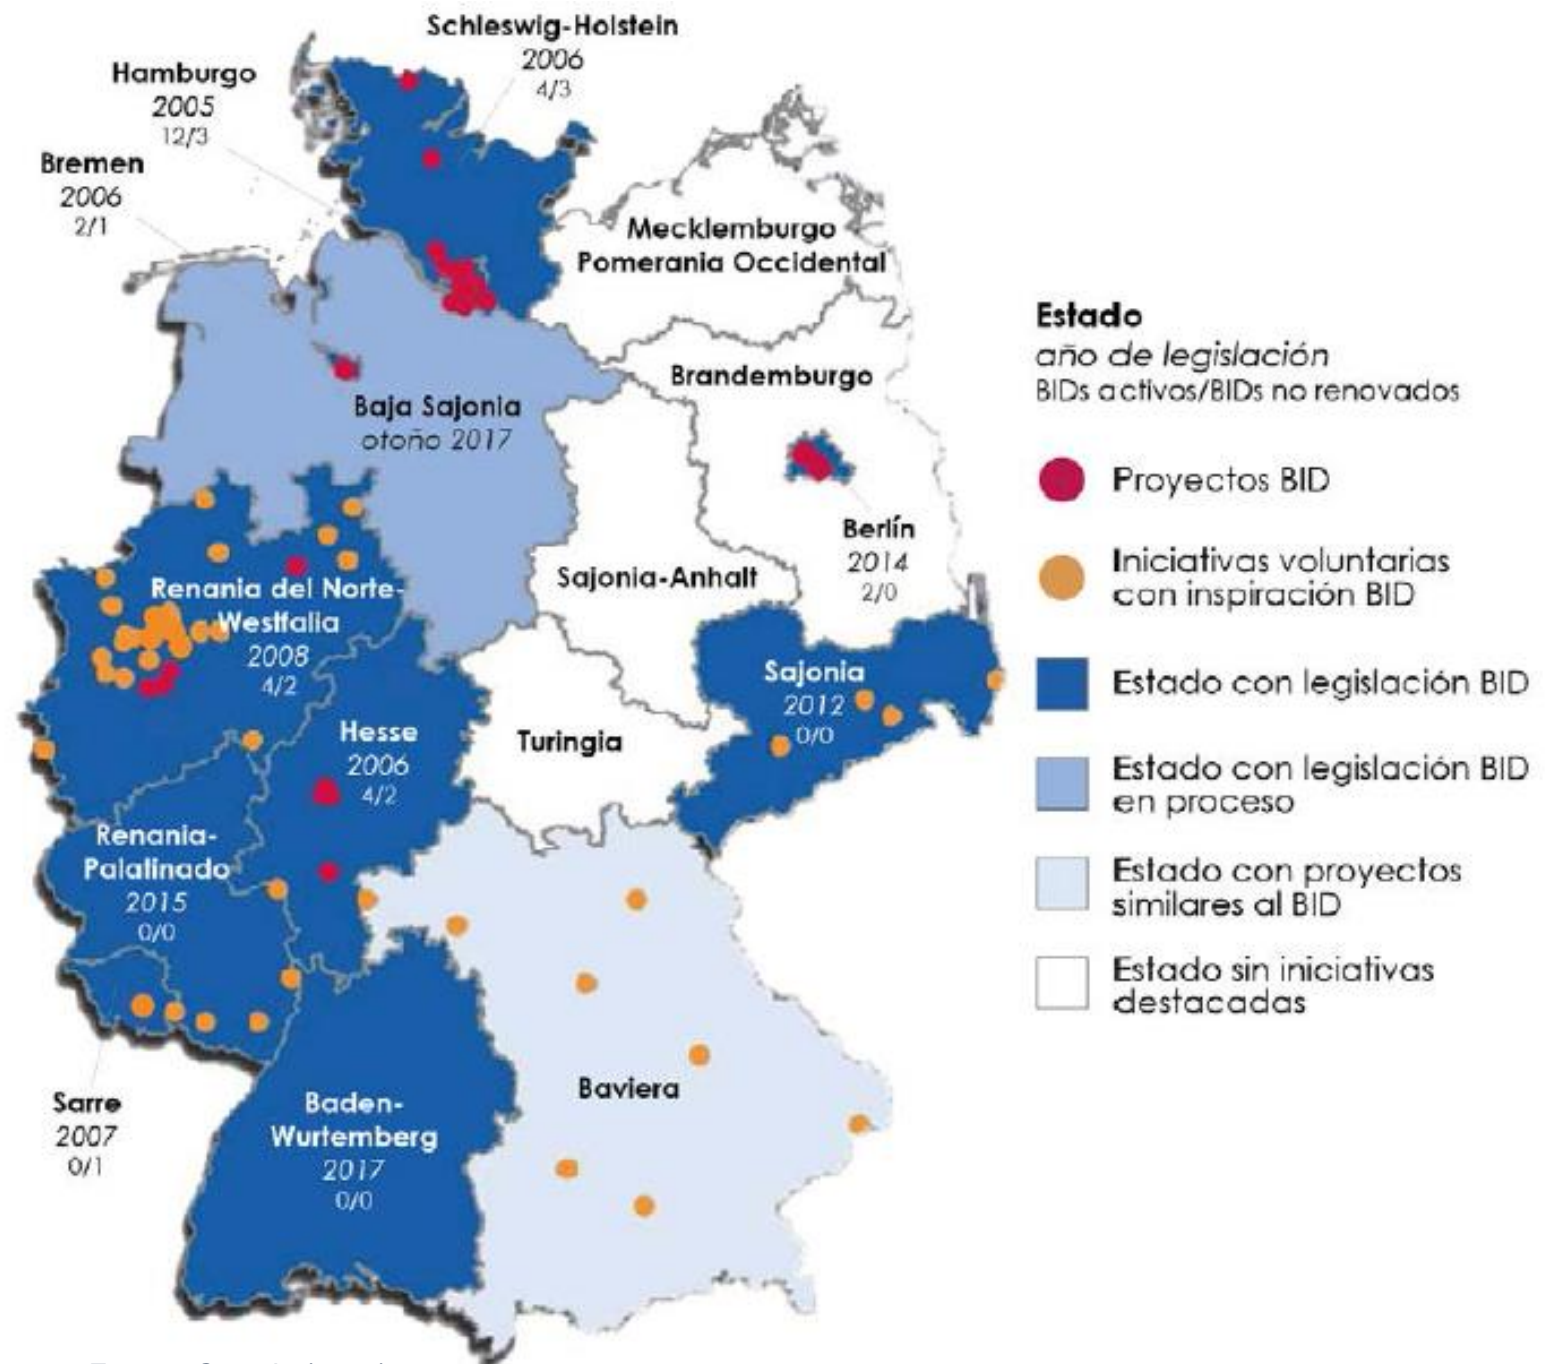 Schleswig-Holstein
2006
4/3
Hamburgo
2005
12/3
Bremen
2006
2/1
Mecklemburgo
Pomerania Occidental
Brandemburgo
Baja Sajonia
otoño 2017
Berlín
2014
2/0
Sajonia-Anhalt
Renania del Norte-
Westfalia
2008
4/2
Sajonia
2012
0/0
Hesse
2006
4/2
Turingia
Renania-
Palatinado
2015
0/0
Sarre
2007
0/1
Baden-
Wurtemberg
2017
0/0
Baviera
Estado
año de legislación
BIDs activos/BIDs no renovados
Proyectos BID
Iniciativas voluntarias
con inspiración BID
Estado con legislación BID
Estado con legislación BID
en proceso
Estado con proyectos
similares al BID
Estado sin iniciativas
destacadas